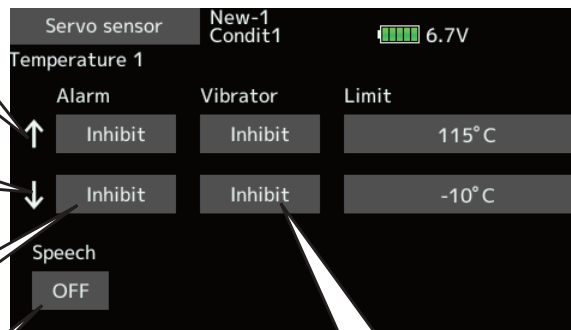 Servo sensor
New-1
Condit1
6.7V
Temperature 1
Alarm Vibrator Limit
↑ Inhibit Inhibit 115°C
↓ Inhibit Inhibit -10°C
Speech
OFF